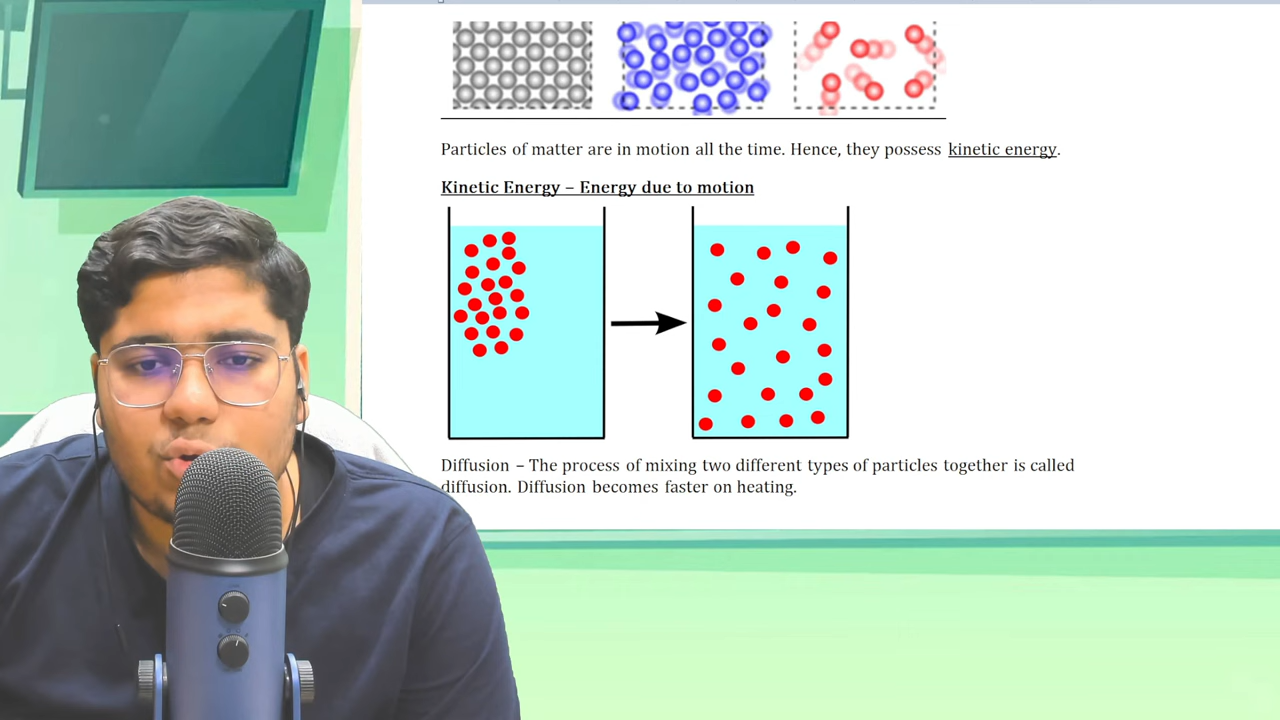 Particles of matter are in motion all the time. Hence, they possess kinetic energy.
Kinetic Energy – Energy due to motion
Diffusion – The process of mixing two different types of particles together is called
diffusion. Diffusion becomes faster on heating.